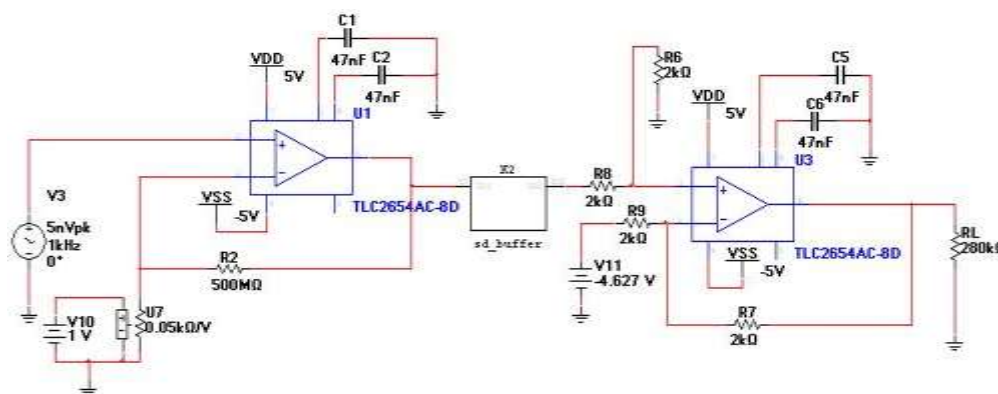 C1
47nF
C2
47nF
VDD
5V
U1
VSS
-5V
TLC2654AC-8D
V3
5nVpk
1kHz
0°
R2
500MΩ
V10
1 V
U7
0.05kΩ/V
sd_buffer
R8
2kΩ
R9
2kΩ
V11
-4.627 V
R6
2kΩ
VDD
5V
C5
47nF
C6
47nF
U3
TLC2654AC-8D
VSS
-5V
R7
2kΩ
RL
280kΩ